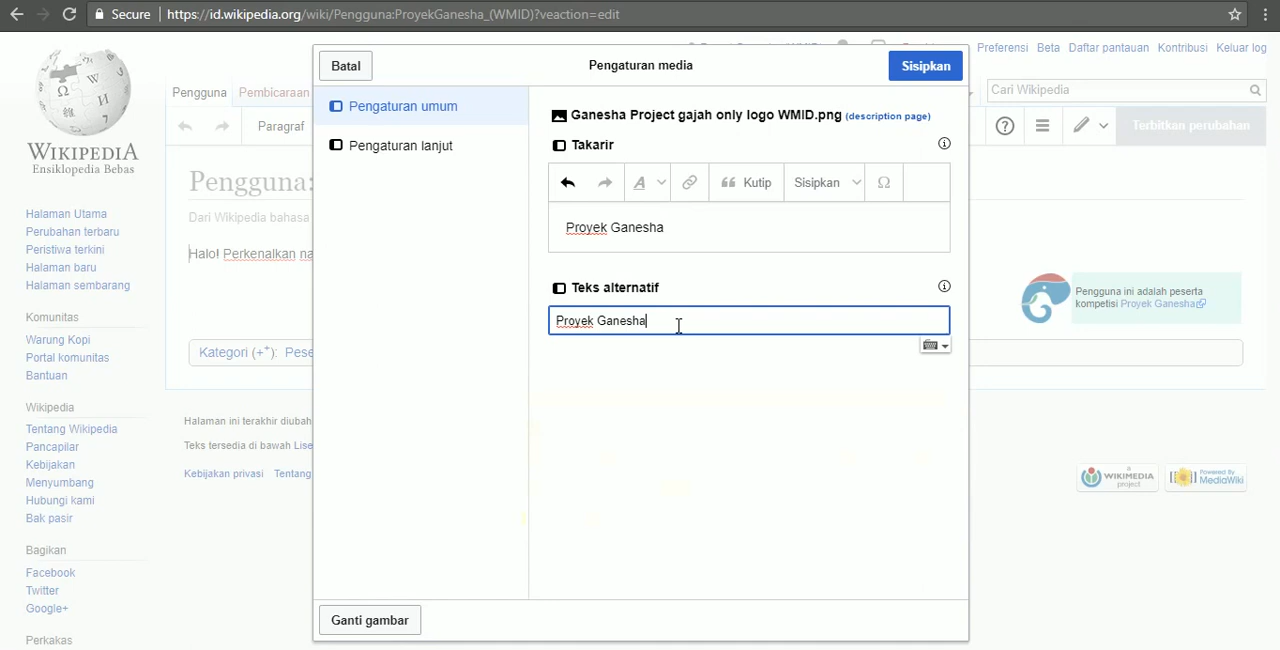 Secure
https://id.wikipedia.org/wiki/Pengguna:ProyekGanesha_(WMID)?veaction=edit
Preferensi Beta Daftar pantauan Kontribusi Keluar log
Batal
Pengaturan media
Sisipkan
Pengguna Pembicaraan
Cari Wikipedia
Pengaturan umum
Pengaturan lanjut
Ganesha Project gajah only logo WMID.png (description page)
Takarir
Paragraf
Terbitkan perubahan
A
Kutip
Sisipkan
Ω
Proyek Ganesha
Teks alternatif
Proyek Ganesha
Ganti gambar
WIKIPEDIA
Ensiklopedia Bebas
Pengguna:
Dari Wikipedia bahasa
Halo! Perkenalkan na
Pengguna ini adalah peserta
kompetisi Proyek Ganesha
Kategori (+⁺): Pese
Halaman ini terakhir diubah
Teks tersedia di bawah Lise
Kebijakan privasi Tentang
Halaman Utama
Perubahan terbaru
Peristiwa terkini
Halaman baru
Halaman sembarang
Komunitas
Warung Kopi
Portal komunitas
Bantuan
Wikipedia
Tentang Wikipedia
Pancapilar
Kebijakan
Menyumbang
Hubungi kami
Bak pasir
Bagikan
Facebook
Twitter
Google+
Perkakas
a
WIKIMEDIA
project
Powered By
MediaWiki